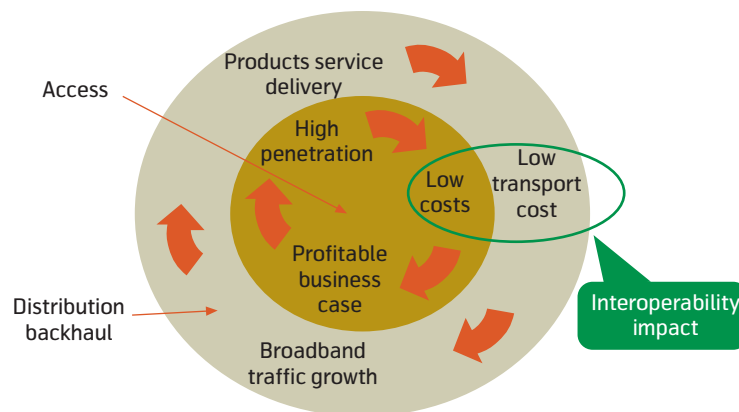 Products service
delivery
Access
High
penetration
Low
transport
cost
Low
costs
Profitable
business
case
Distribution
backhaul
Interoperability
impact
Broadband
traffic growth